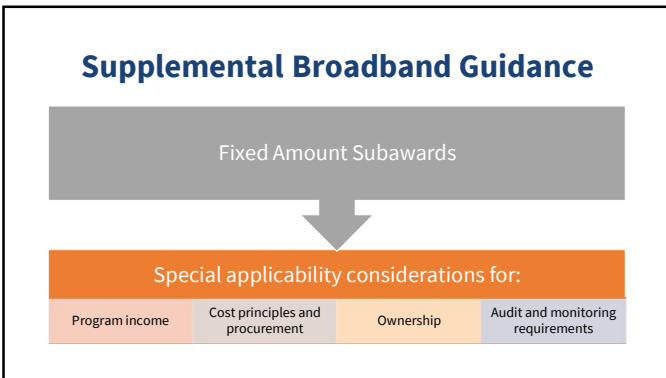 Supplemental Broadband Guidance
Fixed Amount Subawards
Special applicability considerations for:
Program income
Cost principles and
procurement
Ownership
Audit and monitoring
requirements